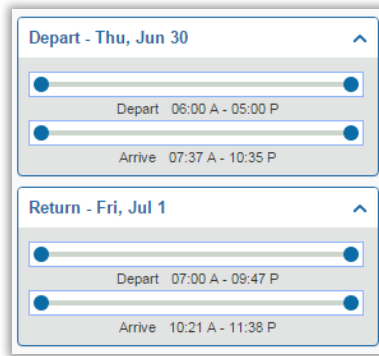 Depart - Thu, Jun 30
Depart 06:00 A - 05:00 P
Arrive 07:37 A - 10:35 P
Return - Fri, Jul 1
Depart 07:00 A - 09:47 P
Arrive 10:21 A - 11:38 P